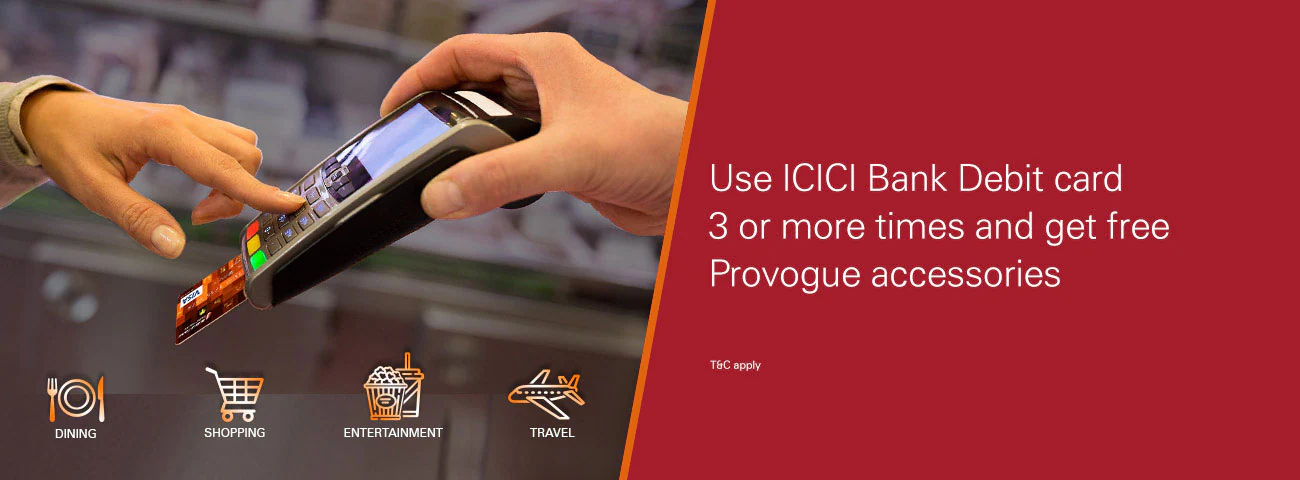 Use ICICI Bank Debit card
3 or more times and get free
Provogue accessories
T&C apply
VISA
DINING
SHOPPING
ENTERTAINMENT
TRAVEL